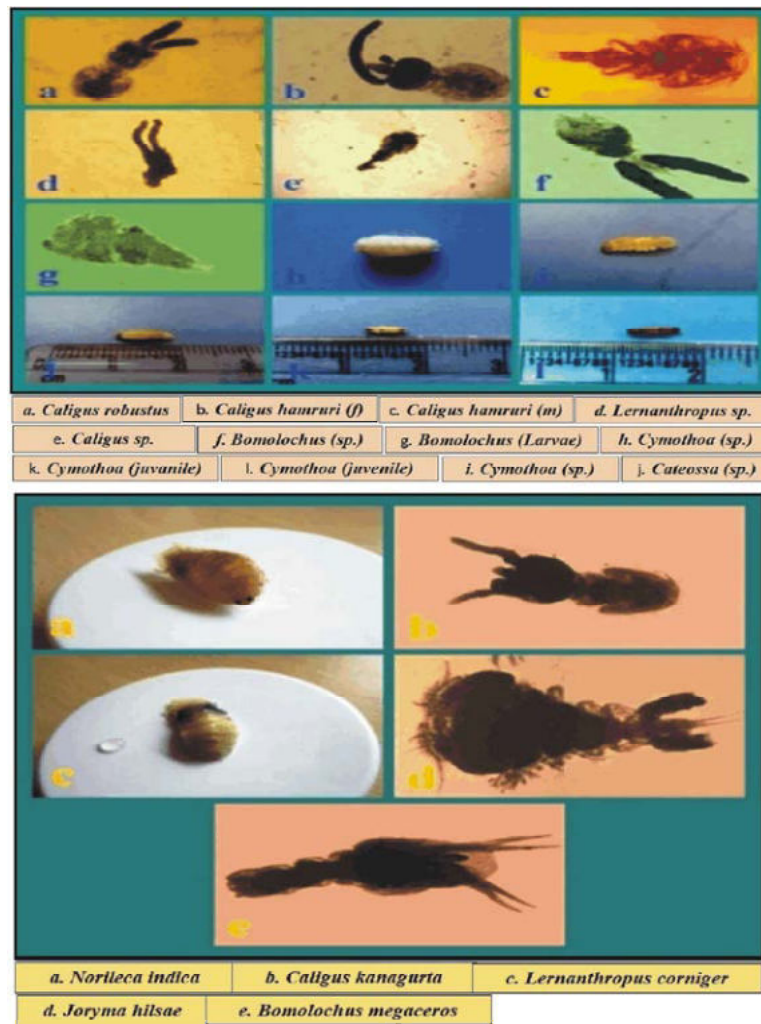 a b c
d e f
g h i
j k l
a. Caligus robustus b. Caligus hamruri (f) c. Caligus hamruri (m) d. Lernanthropus sp.
e. Caligus sp. f. Bomolochus (sp.) g. Bomolochus (Larvae) h. Cymothoa (sp.)
k. Cymothoa (juvanile) l. Cymothoa (juvenile) i. Cymothoa (sp.) j. Cateossa (sp.)
a b
c d
e
a. Norileca indica b. Caligus kanagurta c. Lernanthropus corniger
d. Joryma hilsae e. Bomolochus megaceros